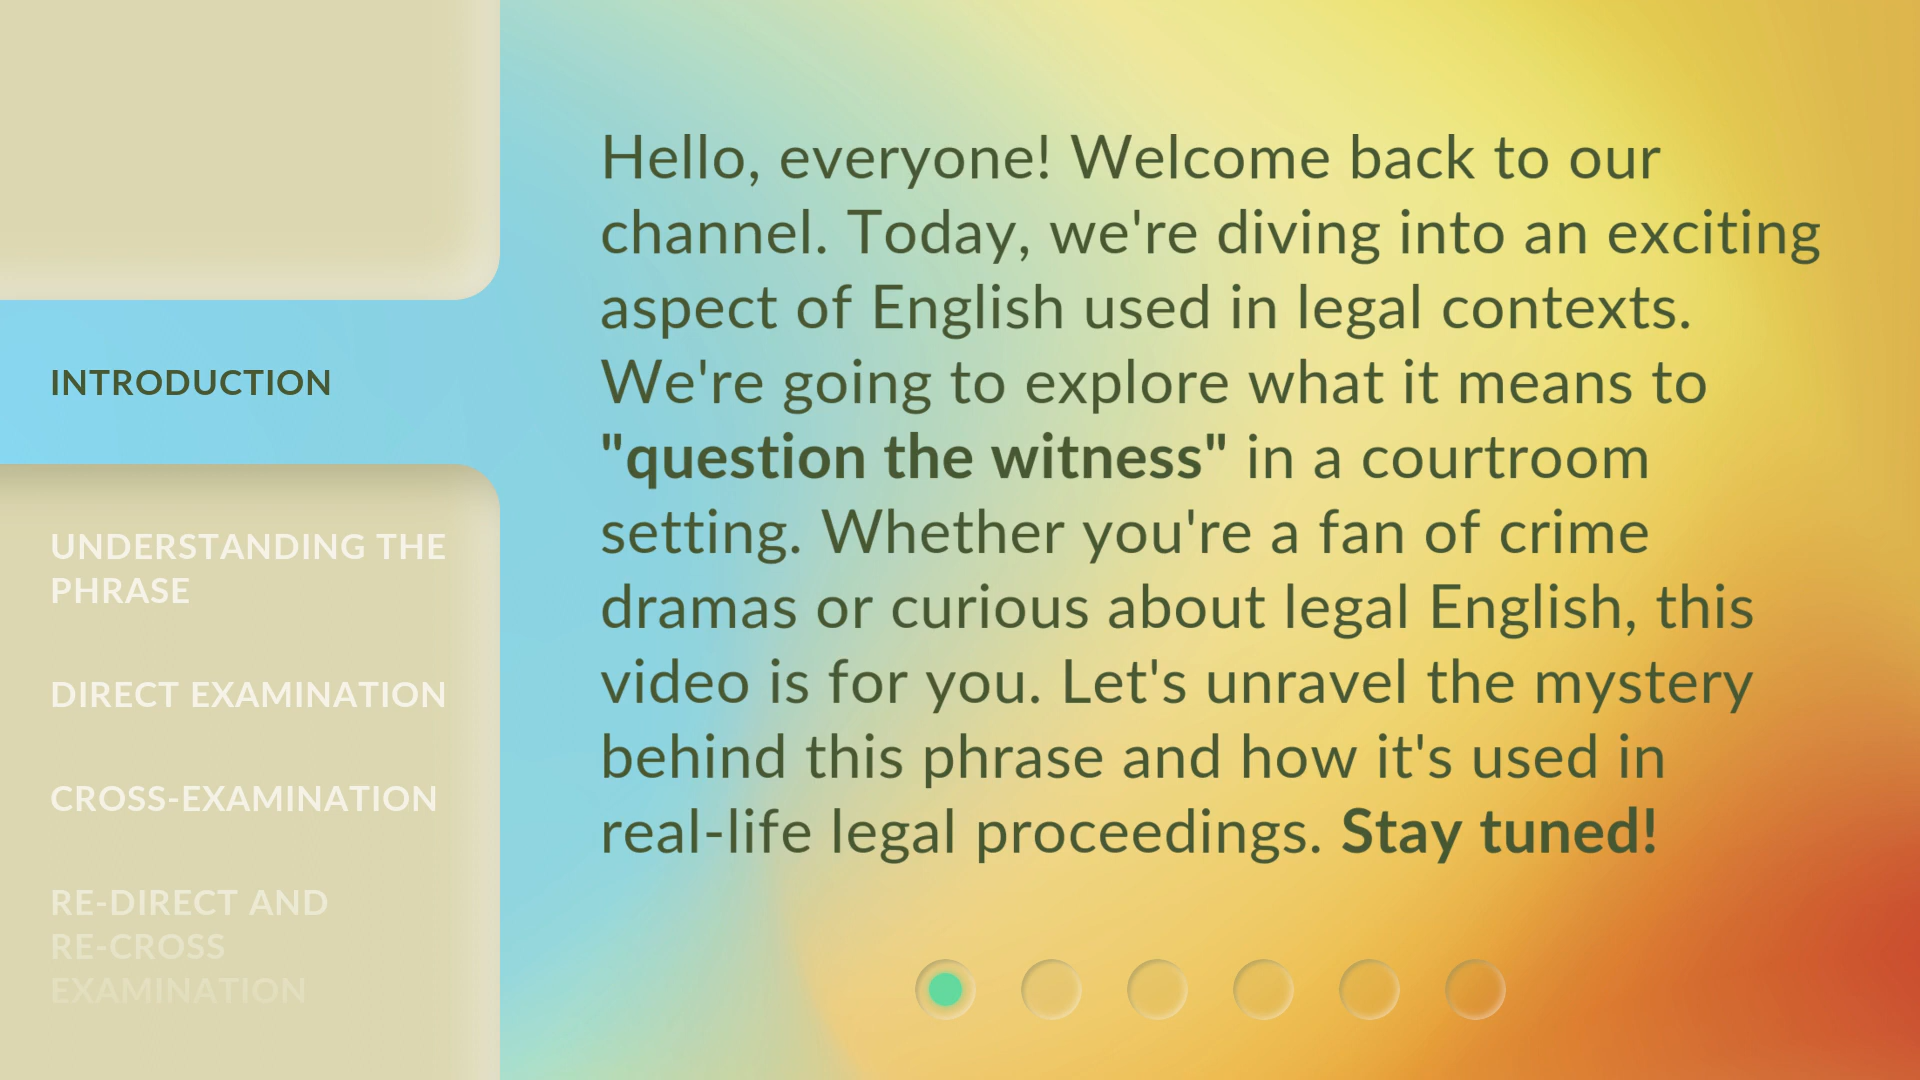 INTRODUCTION
UNDERSTANDING THE
PHRASE
DIRECT EXAMINATION
CROSS-EXAMINATION
RE-DIRECT AND
RE-CROSS
EXAMINATION
Hello, everyone! Welcome back to our
channel. Today, we're diving into an exciting
aspect of English used in legal contexts.
We're going to explore what it means to
"question the witness" in a courtroom
setting. Whether you're a fan of crime
dramas or curious about legal English, this
video is for you. Let's unravel the mystery
behind this phrase and how it's used in
real-life legal proceedings. Stay tuned!